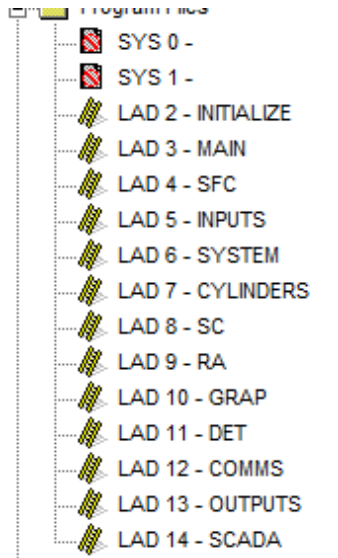 Program Files
SYS 0 -
SYS 1 -
LAD 2 - INITIALIZE
LAD 3 - MAIN
LAD 4 - SFC
LAD 5 - INPUTS
LAD 6 - SYSTEM
LAD 7 - CYLINDERS
LAD 8 - SC
LAD 9 - RA
LAD 10 - GRAP
LAD 11 - DET
LAD 12 - COMMS
LAD 13 - OUTPUTS
LAD 14 - SCADA